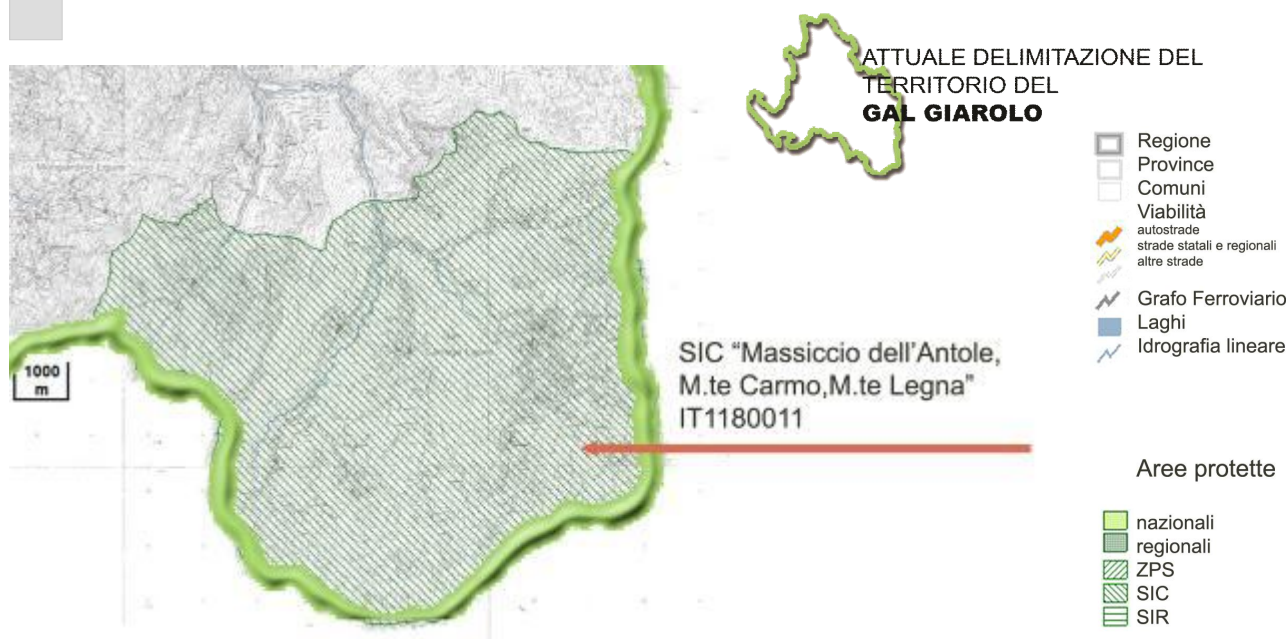 ATTUALE DELIMITAZIONE DEL
TERRITORIO DEL
GAL GIAROLO
Regione
Province
Comuni
Viabilità
autostrade
strade statali e regionali
altre strade
Grafo Ferroviario
Laghi
Idrografia lineare
1000
m
SIC “Massiccio dell’Antole,
M.te Carmo,M.te Legna”
IT1180011
Aree protette
nazionali
regionali
ZPS
SIC
SIR